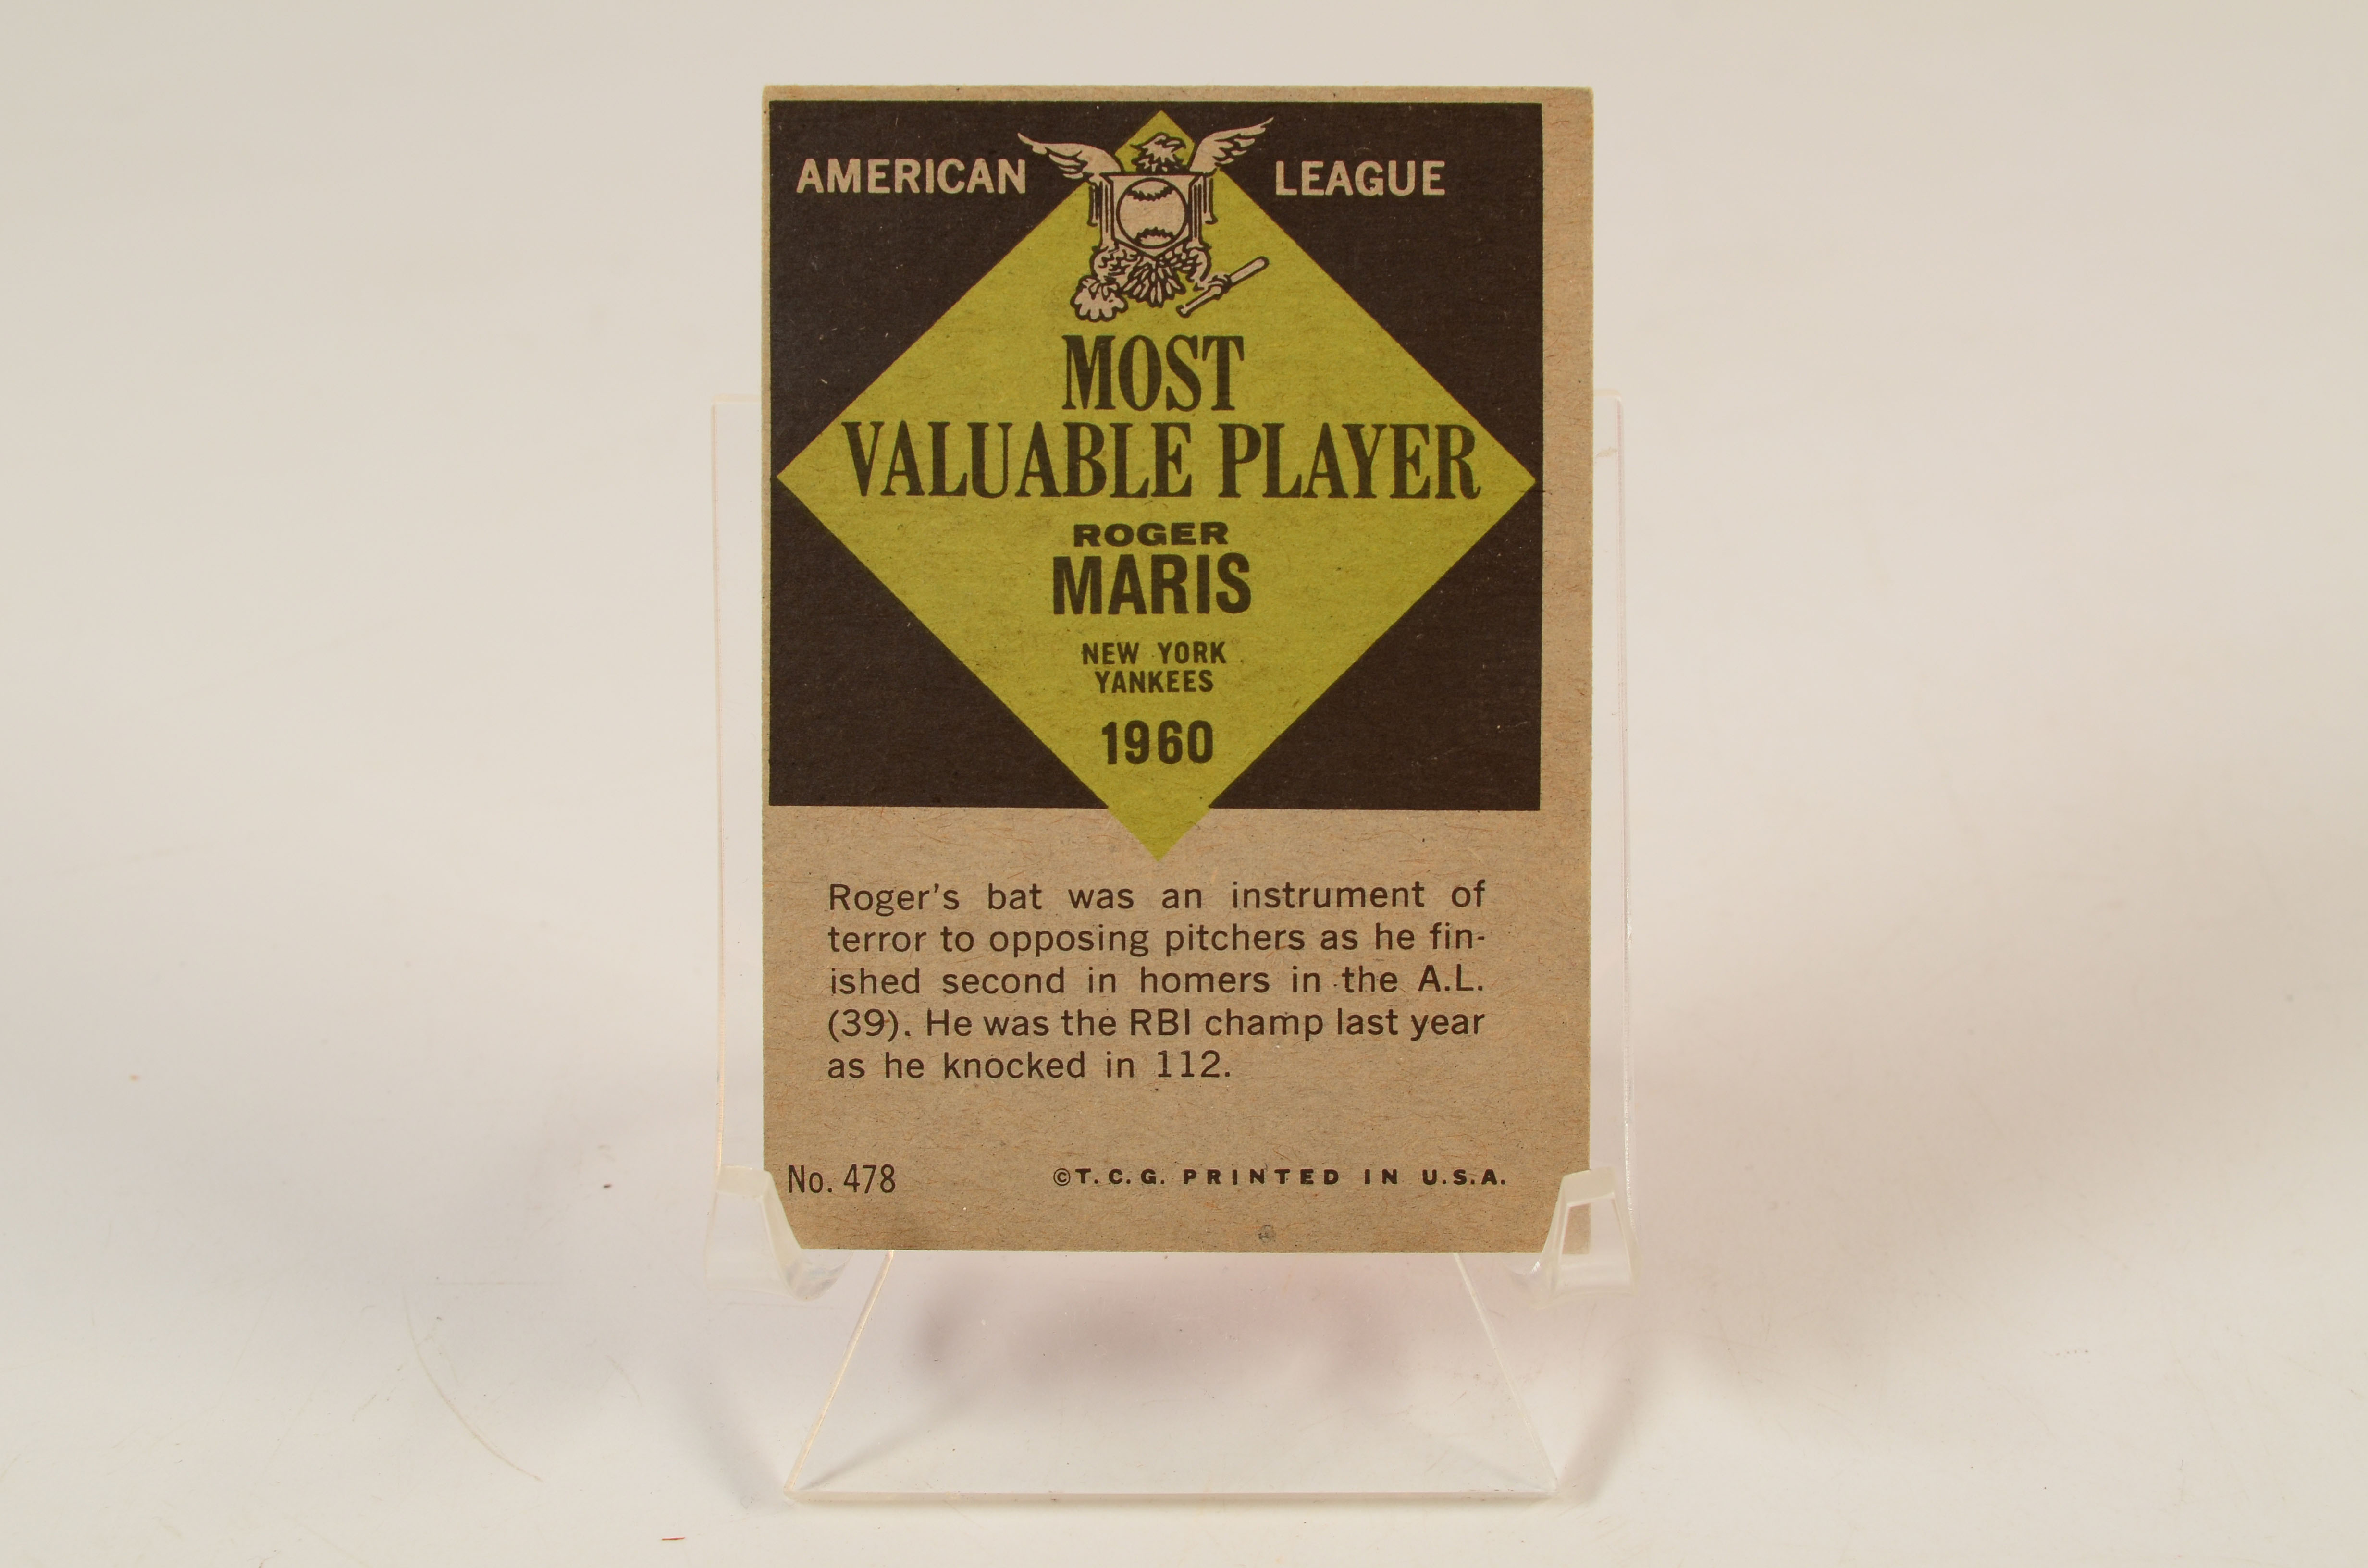 AMERICAN LEAGUE
MOST
VALUABLE PLAYER
ROGER
MARIS
NEW YORK
YANKEES
1960
Roger's bat was an instrument of
terror to opposing pitchers as he fin-
ished second in homers in the A.L.
(39). He was the RBI champ last year
as he knocked in 112.
No. 478 ©T.C.G. PRINTED IN U.S.A.